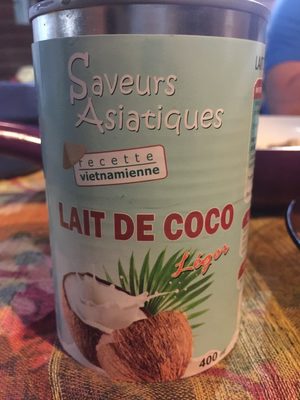 Saveurs
Asiatiques
recette
vietnamienne
LAIT DE COCO
Léger
400